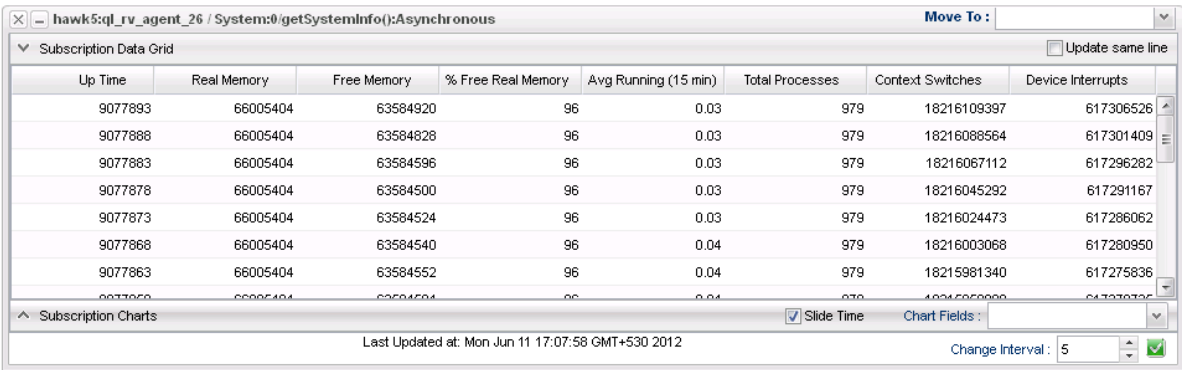 hawk5:ql_rv_agent_26 / System:0/getSystemInfo():Asynchronous Move To :
Subscription Data Grid Update same line
Up Time Real Memory Free Memory % Free Real Memory Avg Running (15 min) Total Processes Context Switches Device Interrupts
9077893 66005404 63584920 96 0.03 979 18216109397 617306526
9077888 66005404 63584828 96 0.03 979 18216088564 617301409
9077883 66005404 63584596 96 0.03 979 18216067112 617296282
9077878 66005404 63584500 96 0.03 979 18216045292 617291167
9077873 66005404 63584524 96 0.03 979 18216024473 617286062
9077868 66005404 63584540 96 0.04 979 18216003068 617280950
9077863 66005404 63584552 96 0.04 979 18215981340 617275836
Subscription Charts Slide Time Chart Fields :
Last Updated at: Mon Jun 11 17:07:58 GMT+530 2012 Change Interval : 5